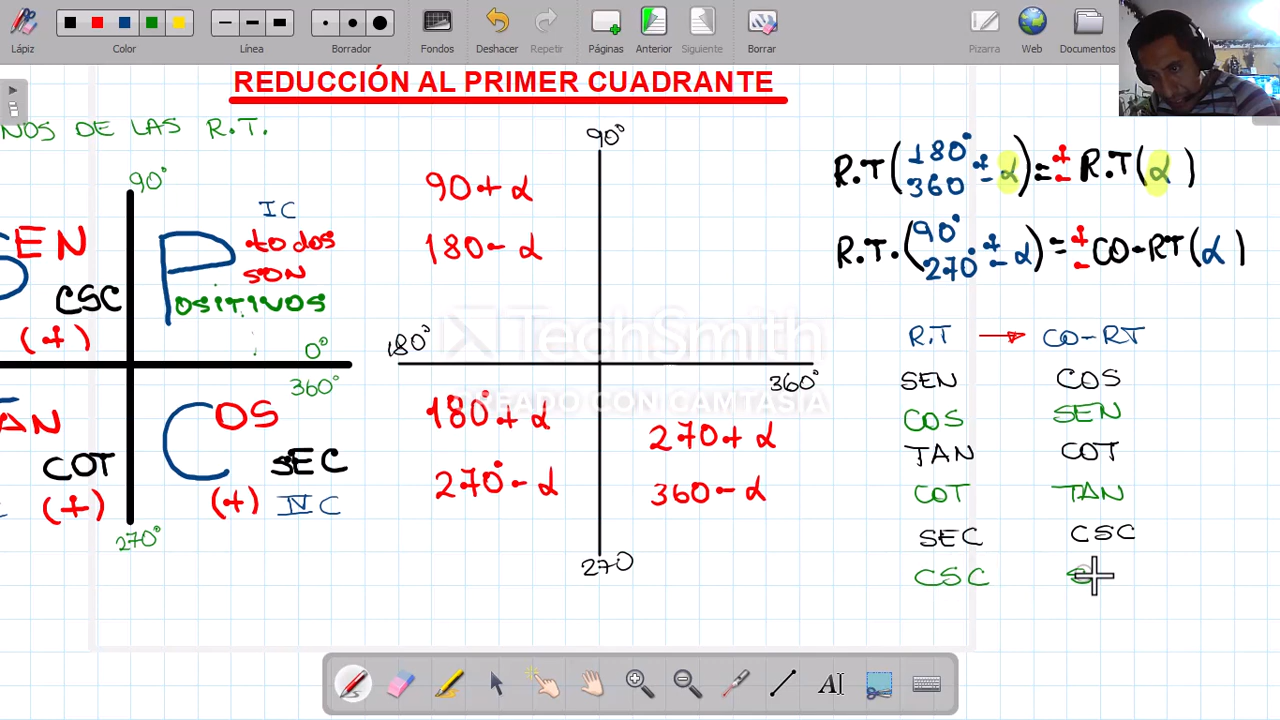 Lápiz
Color
Línea
Borrador
Fondos
Deshacer
Repetir
Páginas
Anterior
Siguiente
Borrar
Pizarra
Web
Documentos
REDUCCIÓN AL PRIMER CUADRANTE
NOS DE LAS R.T.
90°
IC
SEN
P
todos
son
OSITIVOS
CSC
(+)
0°
360°
TAN
COS
COT
SEC
(+)
(+)
IV C
270°
90°
90+ α
180- α
180°
360°
180°+ α
270°- α
270+ α
360- α
270
R.T(180° 360 ± α)= ± R.T(α)
R.T.(90° 270° ± α)= ± CO-RT(α)
R.T → CO-RT
SEN COS
COS SEN
TAN COT
COT TAN
SEC CSC
CSC S
TechSmith
CREADO CON CAMTASIA